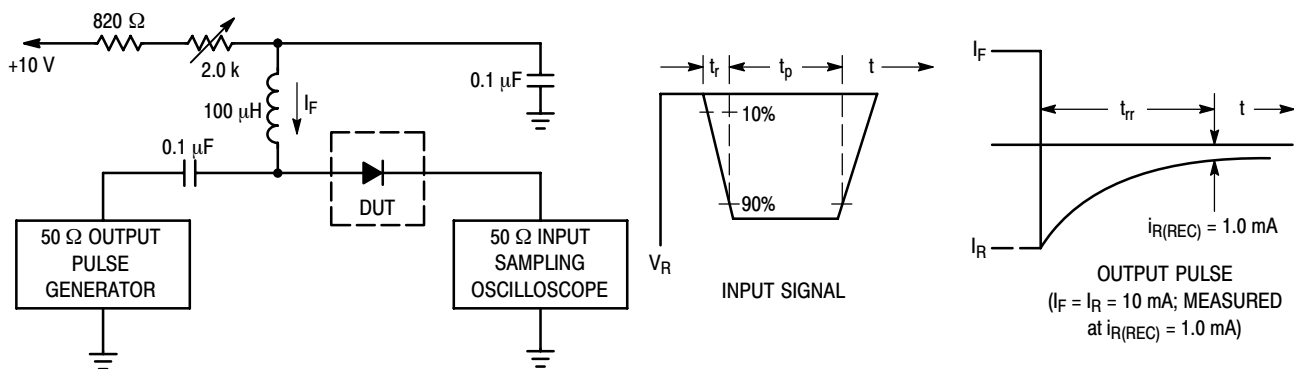 820 Ω
+10 V
2.0 k
0.1 μF
100 μH
I_F
0.1 μF
DUT
50 Ω OUTPUT
PULSE
GENERATOR
50 Ω INPUT
SAMPLING
OSCILLOSCOPE
t_r
t_p
t
10%
90%
V_R
INPUT SIGNAL
I_F
t_rr
t
I_R
i_R(REC) = 1.0 mA
OUTPUT PULSE
(I_F = I_R = 10 mA; MEASURED
at i_R(REC) = 1.0 mA)